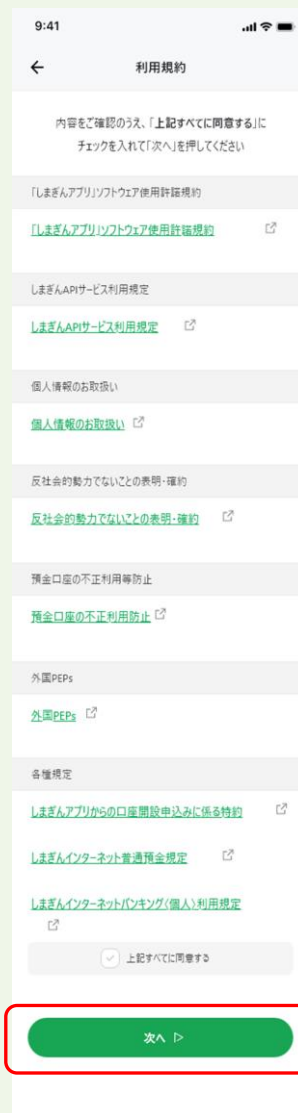 9:41
利用規約
内容をご確認のうえ、「上記すべてに同意する」に
チェックを入れて「次へ」を押してください
「しまぎんアプリ」ソフトウェア使用許諾規約
「しまぎんアプリ」ソフトウェア使用許諾規約
しまぎんAPIサービス利用規定
しまぎんAPIサービス利用規定
個人情報のお取扱い
個人情報のお取扱い
反社会的勢力でないことの表明・確約
反社会的勢力でないことの表明・確約
預金口座の不正利用等防止
預金口座の不正利用防止
外国PEPs
外国PEPs
各種規定
しまぎんアプリからの口座開設申込みに係る特約
しまぎんインターネット普通預金規定
しまぎんインターネットバンキング〈個人〉利用規定
上記すべてに同意する
次へ ▷